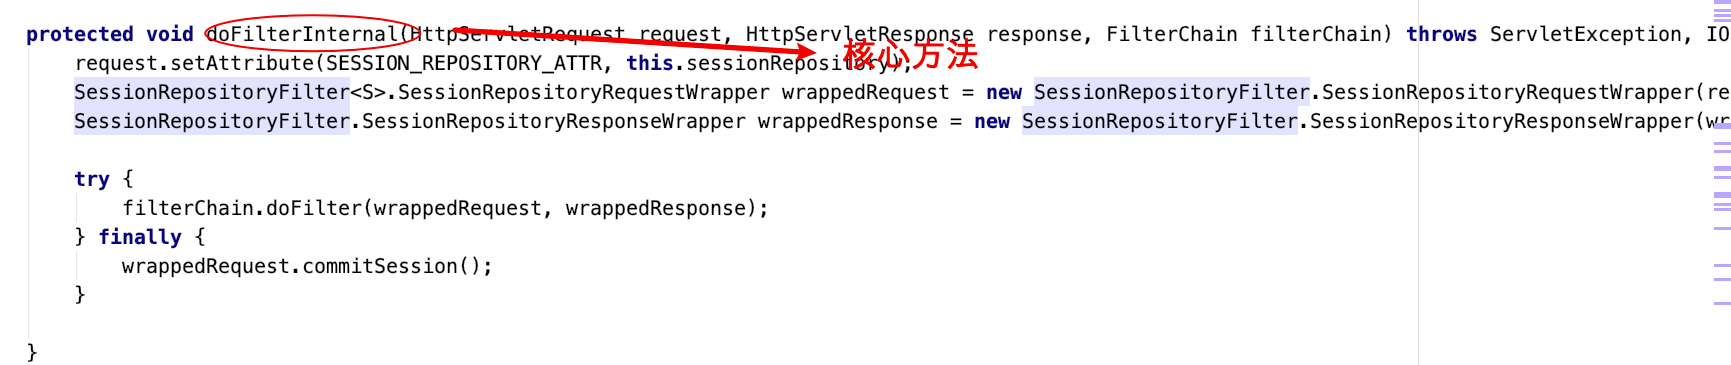 protected void doFilterInternal(HttpServletRequest request, HttpServletResponse response, FilterChain filterChain) throws ServletException, IO
核心方法
request.setAttribute(SESSION_REPOSITORY_ATTR, this.sessionRepository);
SessionRepositoryFilter<S>.SessionRepositoryRequestWrapper wrappedRequest = new SessionRepositoryFilter.SessionRepositoryRequestWrapper(re
SessionRepositoryFilter.SessionRepositoryResponseWrapper wrappedResponse = new SessionRepositoryFilter.SessionRepositoryResponseWrapper(wr
try {
filterChain.doFilter(wrappedRequest, wrappedResponse);
} finally {
wrappedRequest.commitSession();
}
}